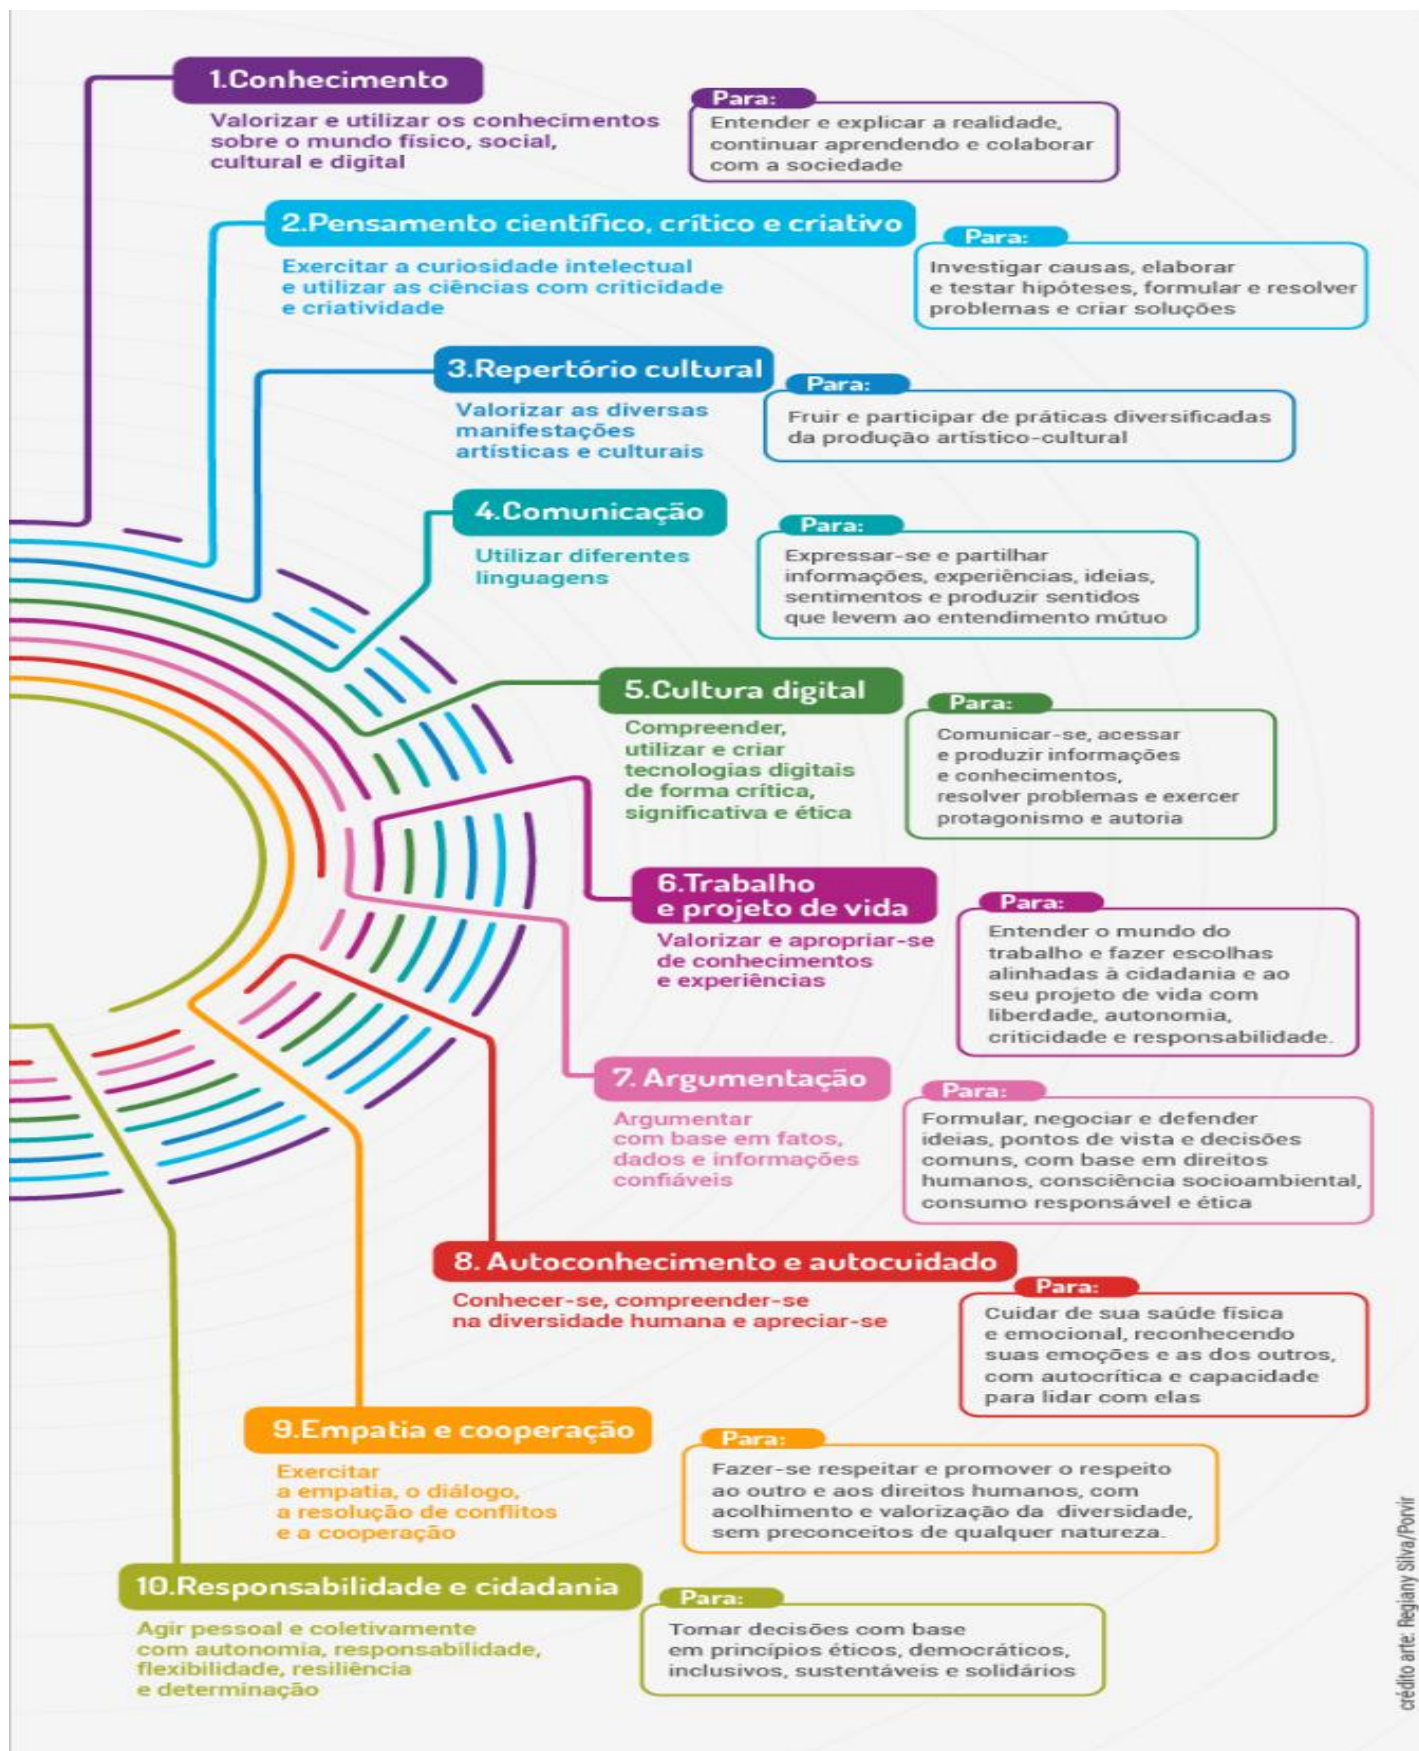 1.Conhecimento
Valorizar e utilizar os conhecimentos
sobre o mundo físico, social,
cultural e digital
Para:
Entender e explicar a realidade,
continuar aprendendo e colaborar
com a sociedade
2.Pensamento científico, crítico e criativo
Exercitar a curiosidade intelectual
e utilizar as ciências com criticidade
e criatividade
Para:
Investigar causas, elaborar
e testar hipóteses, formular e resolver
problemas e criar soluções
3.Repertório cultural
Valorizar as diversas
manifestações
artísticas e culturais
Para:
Fruir e participar de práticas diversificadas
da produção artístico-cultural
4.Comunicação
Utilizar diferentes
linguagens
Para:
Expressar-se e partilhar
informações, experiências, ideias,
sentimentos e produzir sentidos
que levem ao entendimento mútuo
5.Cultura digital
Compreender,
utilizar e criar
tecnologias digitais
de forma crítica,
significativa e ética
Para:
Comunicar-se, acessar
e produzir informações
e conhecimentos,
resolver problemas e exercer
protagonismo e autoria
6.Trabalho
e projeto de vida
Valorizar e apropriar-se
de conhecimentos
e experiências
Para:
Entender o mundo do
trabalho e fazer escolhas
alinhadas à cidadania e ao
seu projeto de vida com
liberdade, autonomia,
criticidade e responsabilidade.
7. Argumentação
Argumentar
com base em fatos,
dados e informações
confiáveis
Para:
Formular, negociar e defender
ideias, pontos de vista e decisões
comuns, com base em direitos
humanos, consciência socioambiental,
consumo responsável e ética
8. Autoconhecimento e autocuidado
Conhecer-se, compreender-se
na diversidade humana e apreciar-se
Para:
Cuidar de sua saúde física
e emocional, reconhecendo
suas emoções e as dos outros,
com autocrítica e capacidade
para lidar com elas
9.Empatia e cooperação
Exercitar
a empatia, o diálogo,
a resolução de conflitos
e a cooperação
Para:
Fazer-se respeitar e promover o respeito
ao outro e aos direitos humanos, com
acolhimento e valorização da diversidade,
sem preconceitos de qualquer natureza.
10.Responsabilidade e cidadania
Agir pessoal e coletivamente
com autonomia, responsabilidade,
flexibilidade, resiliência
e determinação
Para:
Tomar decisões com base
em princípios éticos, democráticos,
inclusivos, sustentáveis e solidários
crédito arte: Regiany Silva/Porvir